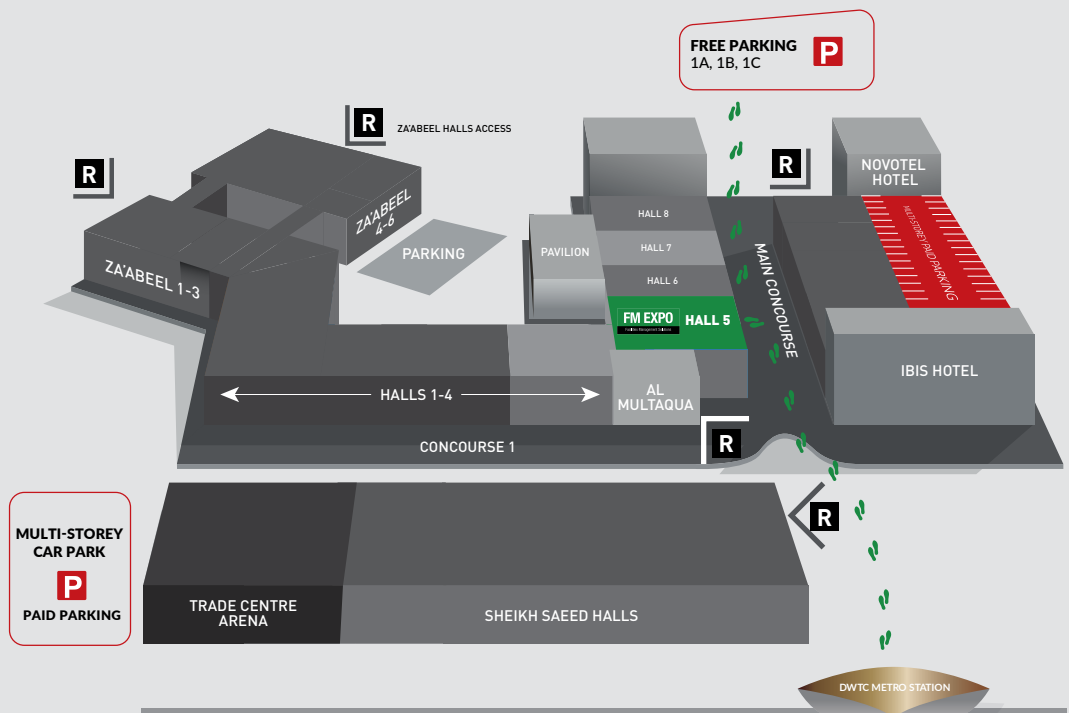 FREE PARKING
1A, 1B, 1C
P
R
ZA'ABEEL HALLS ACCESS
R
R
NOVOTEL
HOTEL
ZA'ABEEL
4-6
HALL 8
MULTI-STOREY PAID PARKING
PAVILION
HALL 7
PARKING
MAIN CONCOURSE
ZA'ABEEL 1-3
HALL 6
FM EXPO
HALL 5
IBIS HOTEL
HALLS 1-4
AL
MULTAQUA
CONCOURSE 1
R
R
MULTI-STOREY
CAR PARK
P
PAID PARKING
TRADE CENTRE
ARENA
SHEIKH SAEED HALLS
DWTC METRO STATION